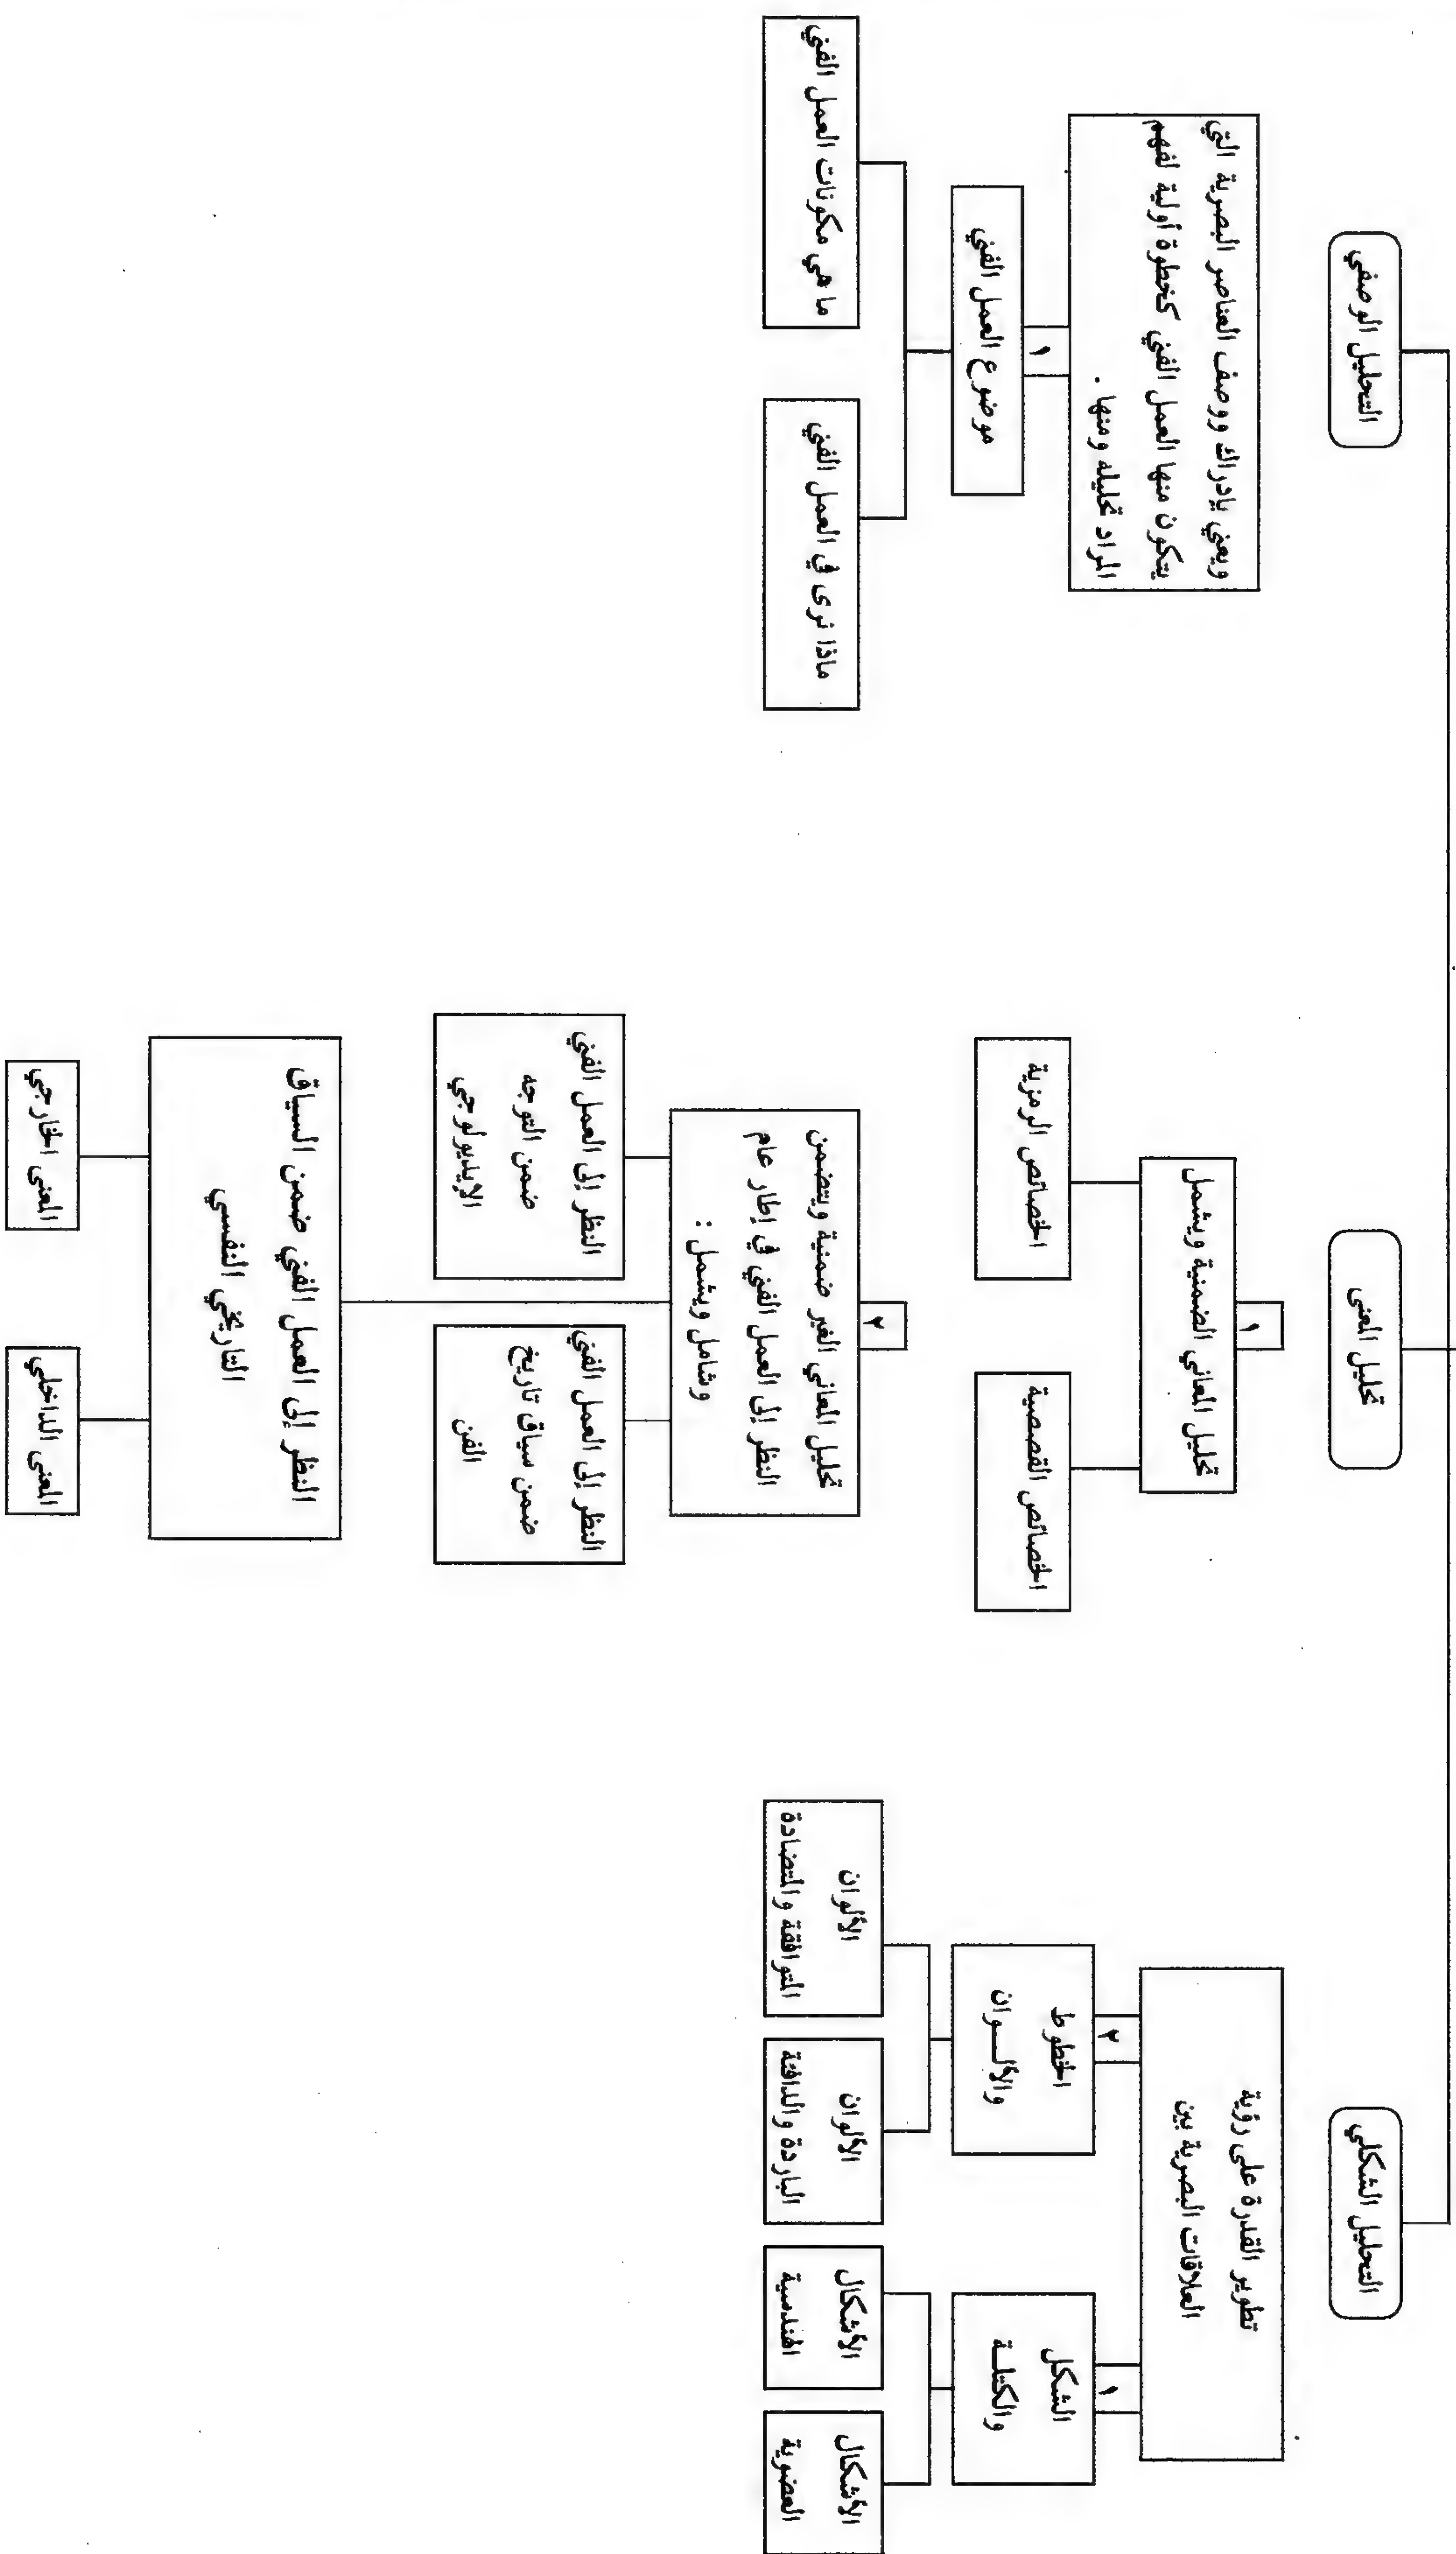 التحليل الشكلي
تطوير القدرة على رؤية
العلاقات البصرية بين
١
الشكل
والكتلـة
الأشكال
الهندسية
الأشكال
العضوية
٢
الخطوط
والألـــوان
الألوان
المتوافقة والمتضادة
الألوان
الباردة والدافئة
تحليل المعنى
١
تحليل المعاني الضمنية ويشمل
الخصائص الرمزية
الخصائص القصصية
٢
تحليل المعاني الغير ضمنية ويتضمن
النظر إلى العمل الفني في إطار عام
وشامل ويشمل :
النظر إلى العمل الفني
ضمن التوجه
الإيديولوجي
النظر إلى العمل الفني
ضمن سياق تاريخ
الفن
النظر إلى العمل الفني ضمن السياق
التاريخي النفسي
المعنى الخارجي
المعنى الداخلي
التحليل الوصفي
ويعني بإدراك ووصف العناصر البصرية التي
يتكون منها العمل الفني كخطوة أولية لفهم
المراد تحليله ومنها .
١
موضوع العمل الفني
ما هي مكونات العمل الفني
ماذا نرى في العمل الفني